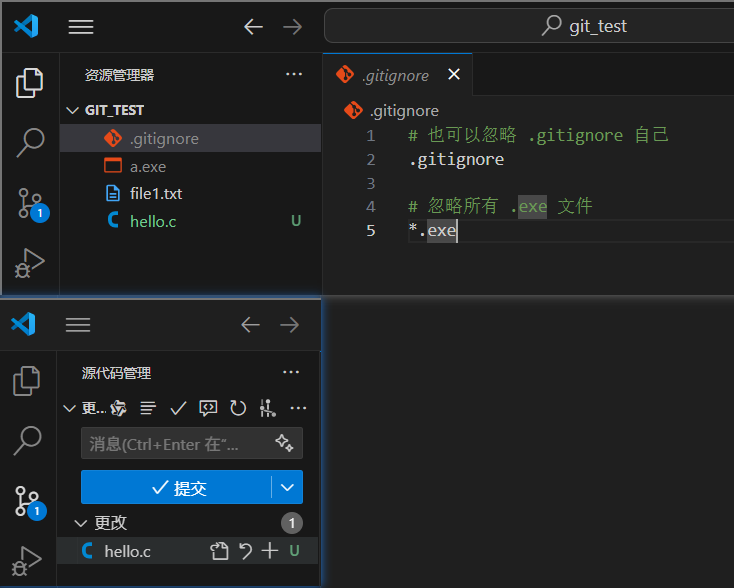 git_test
资源管理器
GIT_TEST
.gitignore
a.exe
file1.txt
hello.c U
1
.gitignore
.gitignore
1 # 也可以忽略 .gitignore 自己
2 .gitignore
3
4 # 忽略所有 .exe 文件
5 *.exe
源代码管理
更...
消息(Ctrl+Enter 在“...
提交
更改 1
hello.c U
1